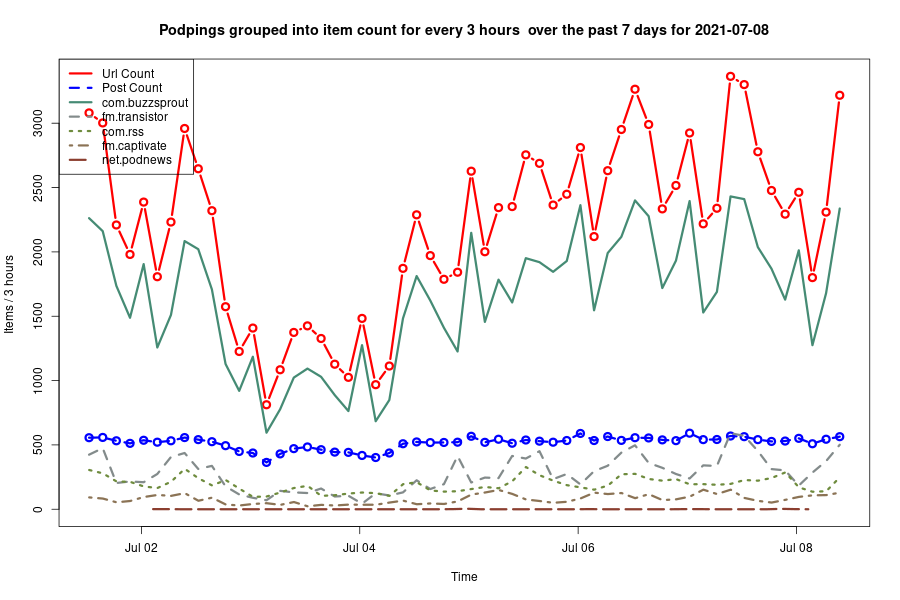 Podpings grouped into item count for every 3 hours  over the past 7 days for 2021-07-08
Url Count
Post Count
com.buzzsprout
fm.transistor
com.rss
fm.captivate
net.podnews
Items / 3 hours
3000
2500
2000
1500
1000
500
0
Jul 02
Jul 04
Jul 06
Jul 08
Time